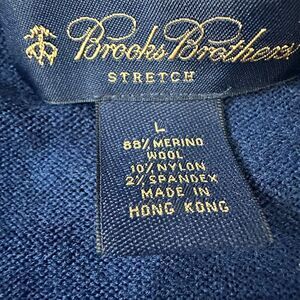 Brooks Brothers
STRETCH
L
88% MERINO
WOOL
10% NYLON
2% SPANDEX
MADE IN
HONG KONG